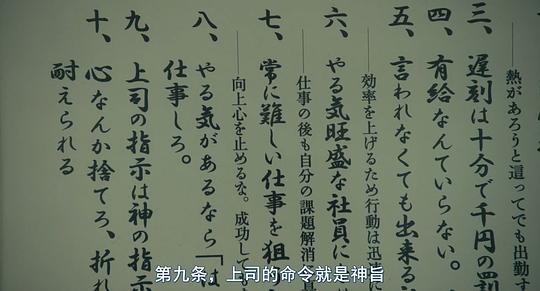 熱があろうと這ってでも出勤す
三、遅刻は十分で千円の罰
四、有給なんていらない。
五、言われなくても出来る
効率を上げるため行動は迅速に
六、やる気旺盛な社員に
仕事の後も自分の課題解消
七、常に難しい仕事を狙
向上心を止めるな。成功して
八、やる気があるなら「は
仕事しろ。
九、上司の指示は神の指示
十、心なんか捨てろ、折れ
耐えられる
第九条，上司的命令就是神旨